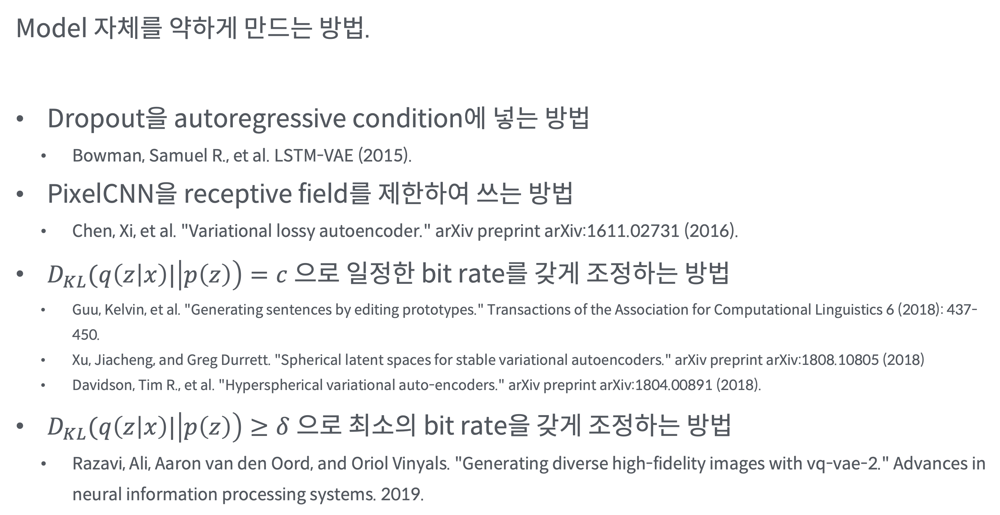 Model 자체를 약하게 만드는 방법.
• Dropout을 autoregressive condition에 넣는 방법
• Bowman, Samuel R., et al. LSTM-VAE (2015).
• PixelCNN을 receptive field를 제한하여 쓰는 방법
• Chen, Xi, et al. "Variational lossy autoencoder." arXiv preprint arXiv:1611.02731 (2016).
• D_{KL}(q(z|x)||p(z)) = c 으로 일정한 bit rate를 갖게 조정하는 방법
• Guu, Kelvin, et al. "Generating sentences by editing prototypes." Transactions of the Association for Computational Linguistics 6 (2018): 437-
450.
• Xu, Jiacheng, and Greg Durrett. "Spherical latent spaces for stable variational autoencoders." arXiv preprint arXiv:1808.10805 (2018)
• Davidson, Tim R., et al. "Hyperspherical variational auto-encoders." arXiv preprint arXiv:1804.00891 (2018).
• D_{KL}(q(z|x)||p(z)) ≥ δ 으로 최소의 bit rate을 갖게 조정하는 방법
• Razavi, Ali, Aaron van den Oord, and Oriol Vinyals. "Generating diverse high-fidelity images with vq-vae-2." Advances in
neural information processing systems. 2019.